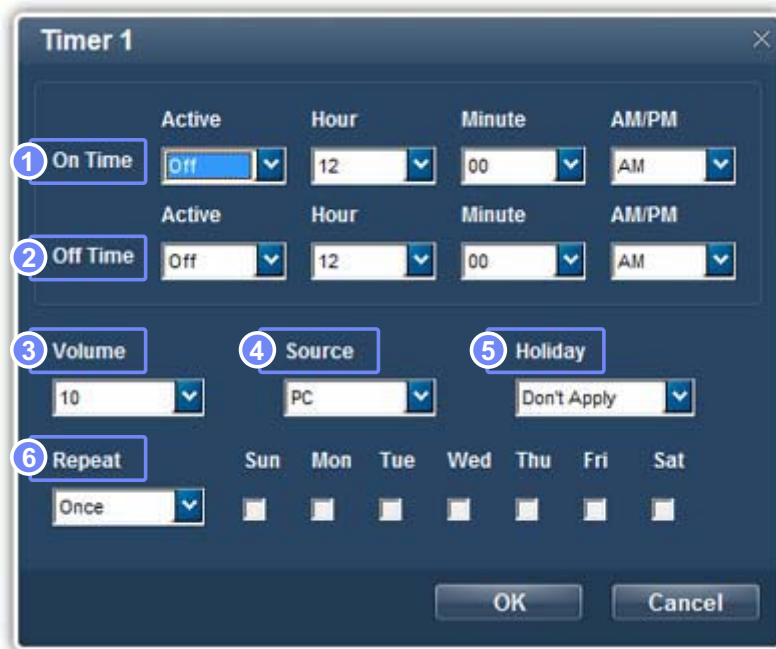 Timer 1
Active Hour Minute AM/PM
1 On Time Off 12 00 AM
Active Hour Minute AM/PM
2 Off Time Off 12 00 AM
3 Volume 4 Source 5 Holiday
10 PC Don't Apply
6 Repeat Sun Mon Tue Wed Thu Fri Sat
Once
OK Cancel